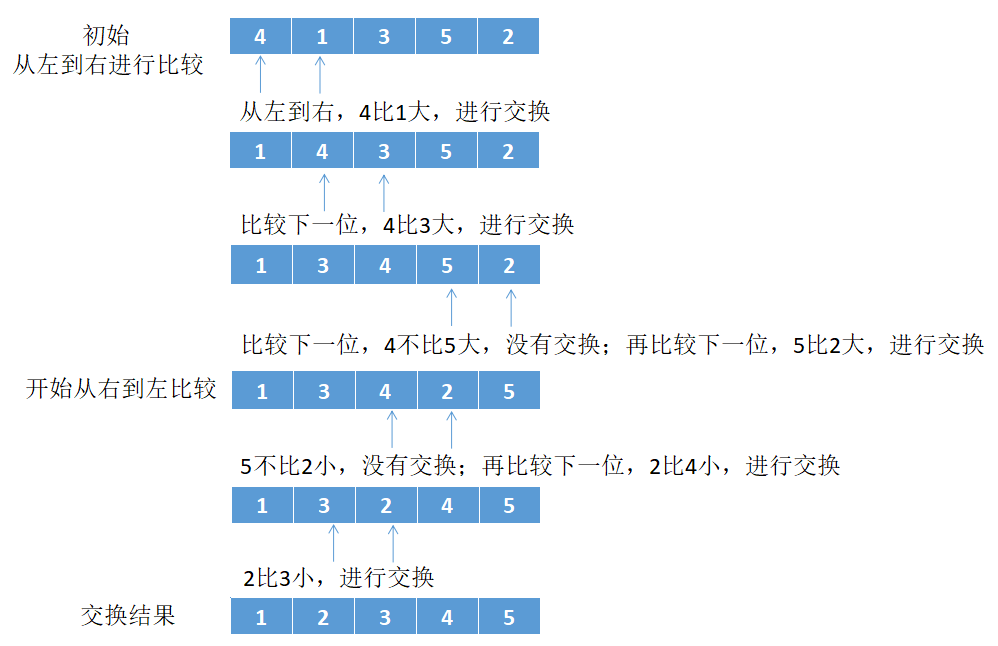 初始
从左到右进行比较
4 1 3 5 2
从左到右，4比1大，进行交换
1 4 3 5 2
比较下一位，4比3大，进行交换
1 3 4 5 2
比较下一位，4不比5大，没有交换；再比较下一位，5比2大，进行交换
开始从右到左比较 1 3 4 2 5
5不比2小，没有交换；再比较下一位，2比4小，进行交换
1 3 2 4 5
2比3小，进行交换
交换结果 1 2 3 4 5